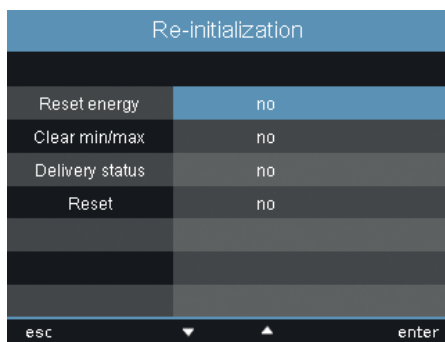 Re-initialization
Reset energy no
Clear min/max no
Delivery status no
Reset no
esc enter